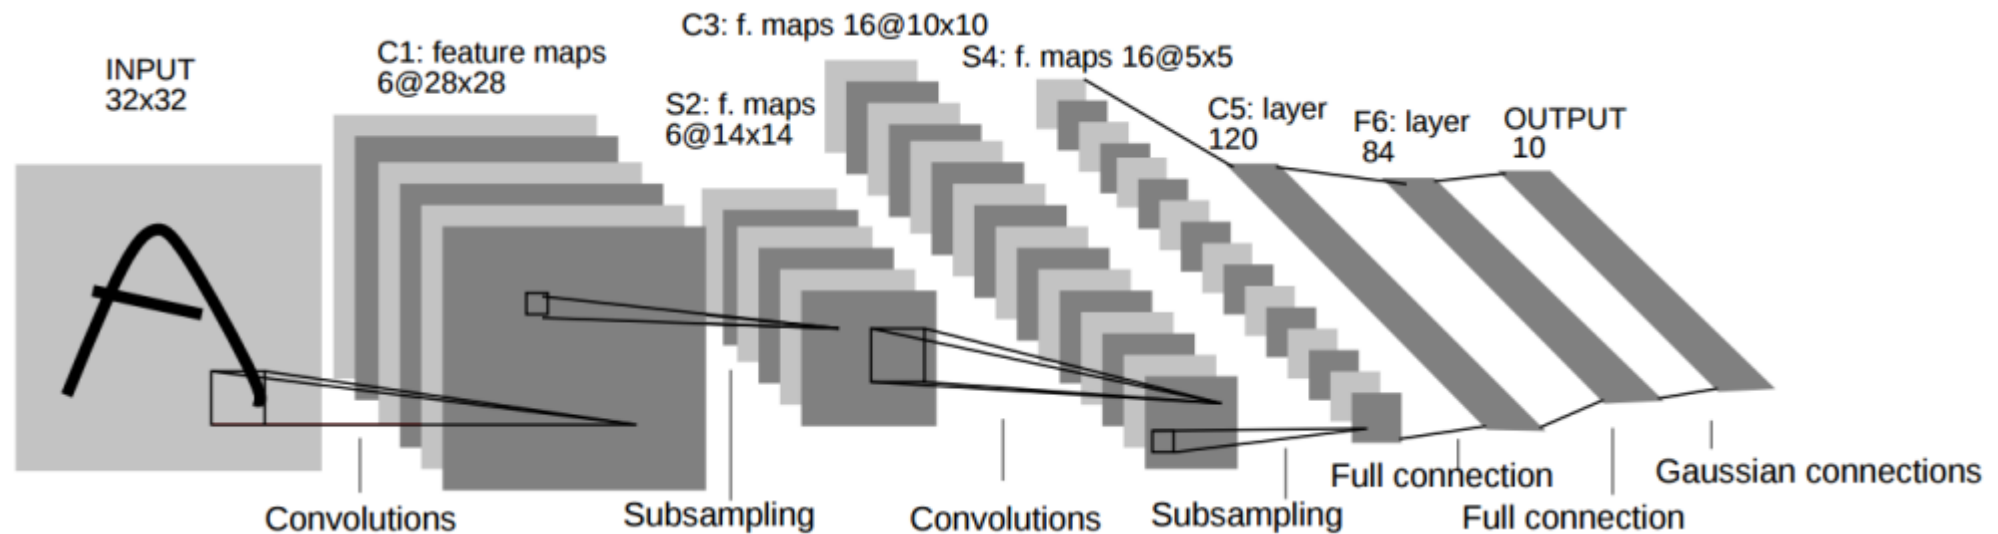 INPUT
32x32
C1: feature maps
6@28x28
S2: f. maps
6@14x14
C3: f. maps 16@10x10
S4: f. maps 16@5x5
C5: layer
120
F6: layer
84
OUTPUT
10
Convolutions
Subsampling
Convolutions
Subsampling
Full connection
Full connection
Gaussian connections